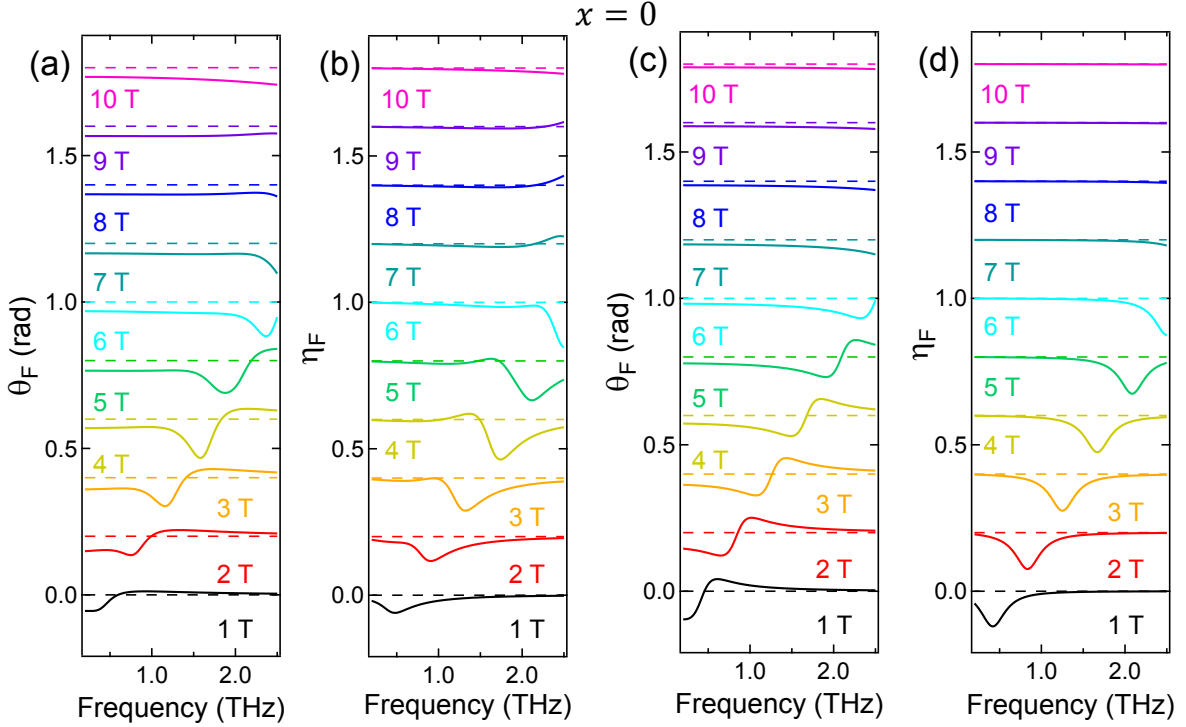 x = 0
(a)
10 T
9 T
8 T
7 T
6 T
5 T
4 T
3 T
2 T
1 T
1.5
1.0
0.5
0.0
θF (rad)
1.0
2.0
Frequency (THz)
(b)
10 T
9 T
8 T
7 T
6 T
5 T
4 T
3 T
2 T
1 T
1.5
1.0
0.5
0.0
ηF
1.0
2.0
Frequency (THz)
(c)
10 T
9 T
8 T
7 T
6 T
5 T
4 T
3 T
2 T
1 T
1.5
1.0
0.5
0.0
θF (rad)
1.0
2.0
Frequency (THz)
(d)
10 T
9 T
8 T
7 T
6 T
5 T
4 T
3 T
2 T
1 T
1.5
1.0
0.5
0.0
ηF
1.0
2.0
Frequency (THz)